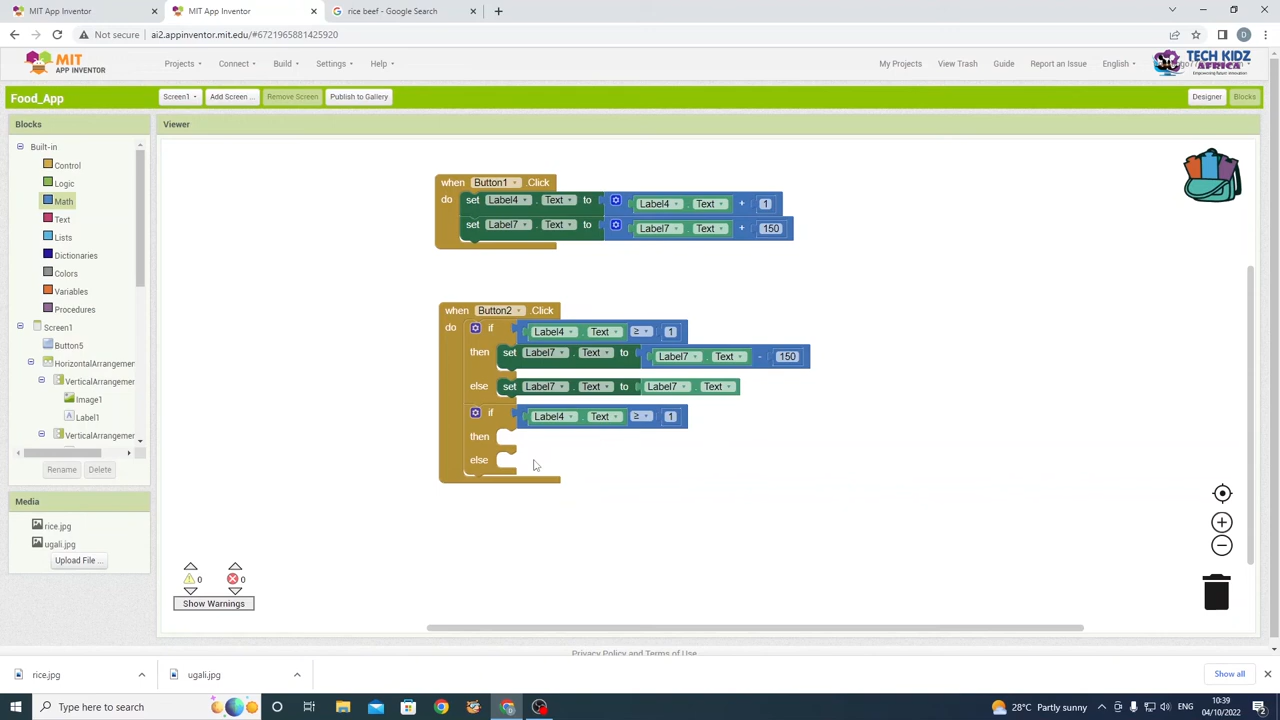 MIT App Inventor
MIT App Inventor
rice beef - Google Search
Not secure
ai2.appinventor.mit.edu/#6721965881425920
D
MIT
APP INVENTOR
Projects
Connect
Build
Settings
Help
My Projects
View Trash
Guide
Report an Issue
English
TECH KIDZ
AFRICA
Food_App
Screen1
Add Screen ...
Remove Screen
Publish to Gallery
Designer
Blocks
Blocks
Viewer
Built-in
Control
Logic
Math
Text
Lists
Dictionaries
Colors
Variables
Procedures
Screen1
Button5
HorizontalArrangemer
VerticalArrangemer
Image1
Label1
VerticalArrangemer
Rename
Delete
Media
rice.jpg
ugali.jpg
Upload File ...
when Button1 .Click
do set Label4 . Text to Label4 . Text + 1
set Label7 . Text to Label7 . Text + 150
when Button2 .Click
do if Label4 . Text ≥ 1
then set Label7 . Text to Label7 . Text - 150
else set Label7 . Text to Label7 . Text
if Label4 . Text ≥ 1
then
else
0
0
Show Warnings
Privacy Policy and Terms of Use
rice.jpg
ugali.jpg
Show all
Type here to search
28°C Partly sunny
ENG
10:39
04/10/2022
2